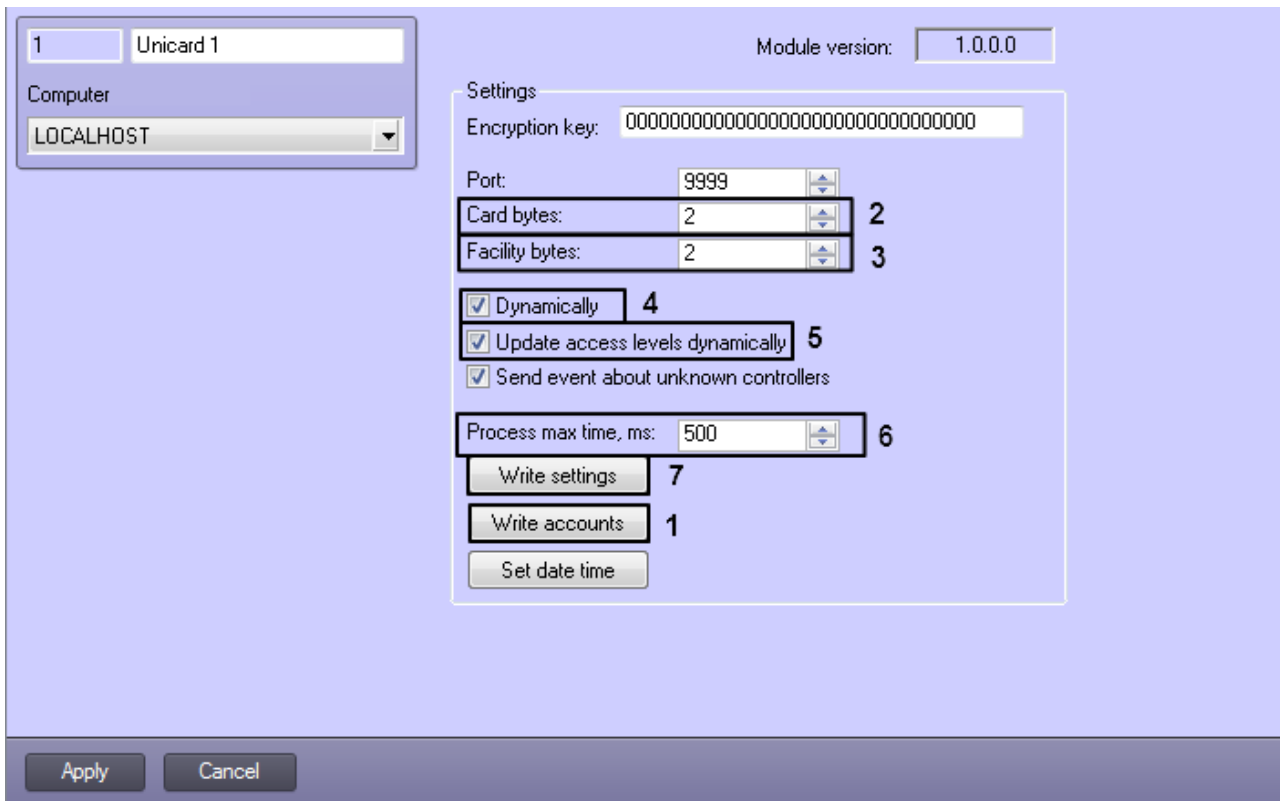 1 Unicard 1
Module version: 1.0.0.0
Computer
LOCALHOST
Settings
Encryption key: 00000000000000000000000000000000
Port: 9999
Card bytes: 2 2
Facility bytes: 2 3
Dynamically 4
Update access levels dynamically 5
Send event about unknown controllers
Process max time, ms: 500 6
Write settings 7
Write accounts 1
Set date time
Apply Cancel